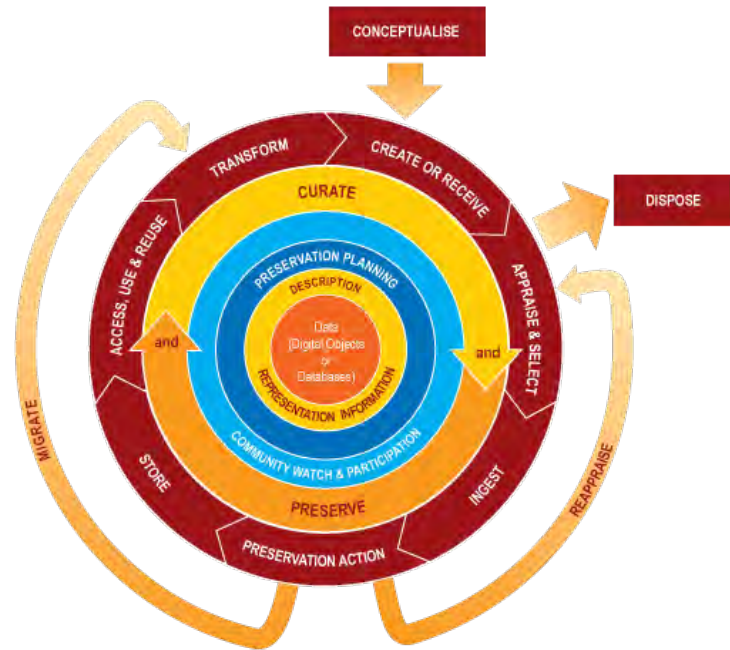 CONCEPTUALISE
TRANSFORM
CREATE OR RECEIVE
DISPOSE
CURATE
ACCESS, USE & REUSE
APPRAISE & SELECT
PRESERVATION PLANNING
DESCRIPTION
and
Data
(Digital Objects
or
Databases)
and
REPRESENTATION INFORMATION
COMMUNITY WATCH & PARTICIPATION
MIGRATE
STORE
INGEST
REAPPRAISE
PRESERVE
PRESERVATION ACTION